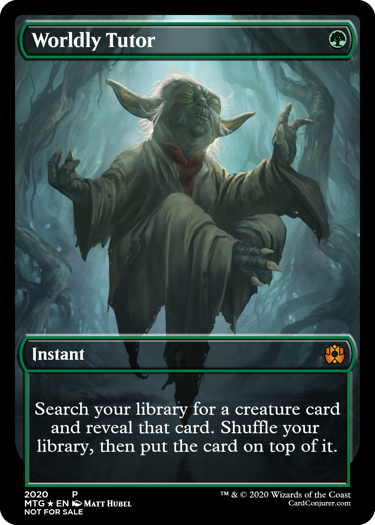 Worldly Tutor
Instant
Search your library for a creature card
and reveal that card. Shuffle your
library, then put the card on top of it.
2020 P
MTG ★ EN Matt Hubel
NOT FOR SALE
™ & © 2020 Wizards of the Coast
CardConjurer.com